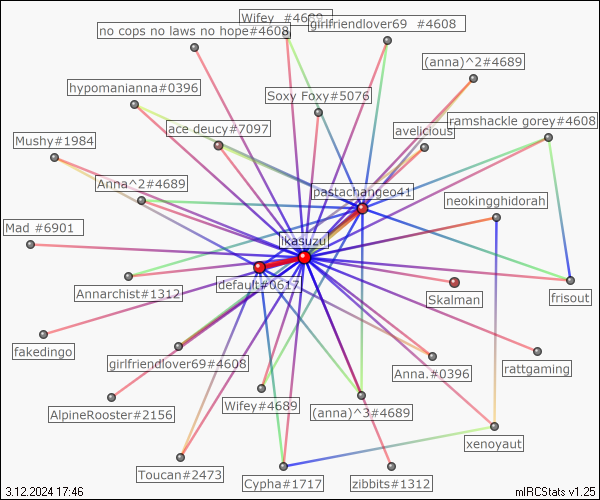 Wifey_#4689
girlfriendlover69__#4608
no cops no laws no hope#4608
(anna)^2#4689
hypomanianna#0396
Soxy Foxy#5076
ramshackle gorey#4608
ace deucy#7097
avelicious
Mushy#1984
Anna^2#4689
pastachangeo41
neokingghidorah
Mad #6901
ikasuzu
default#0617
Annarchist#1312
Skalman
frisout
fakedingo
girlfriendlover69#4608
Anna.#0396
rattgaming
AlpineRooster#2156
Wifey#4689
(anna)^3#4689
xenoyaut
Toucan#2473
Cypha#1717
zibbits#1312
3.12.2024 17:46
mIRCStats v1.25